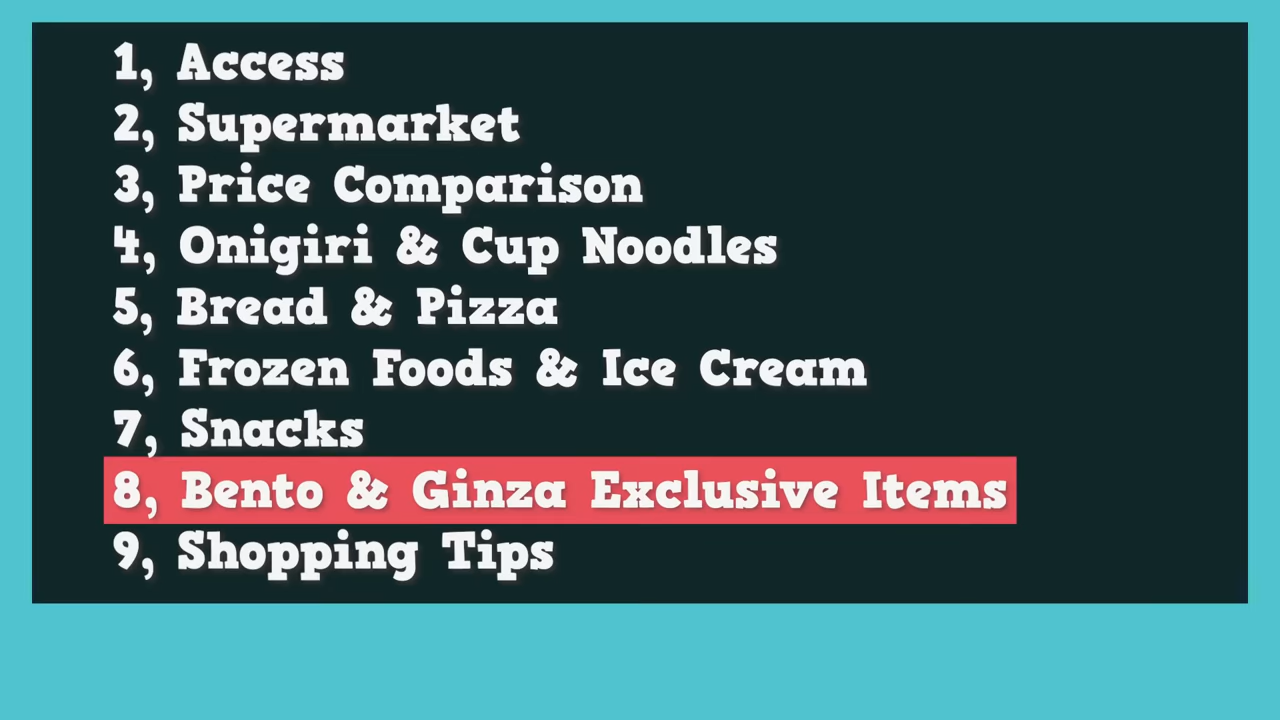 1, Access
2, Supermarket
3, Price Comparison
4, Onigiri & Cup Noodles
5, Bread & Pizza
6, Frozen Foods & Ice Cream
7, Snacks
8, Bento & Ginza Exclusive Items
9, Shopping Tips